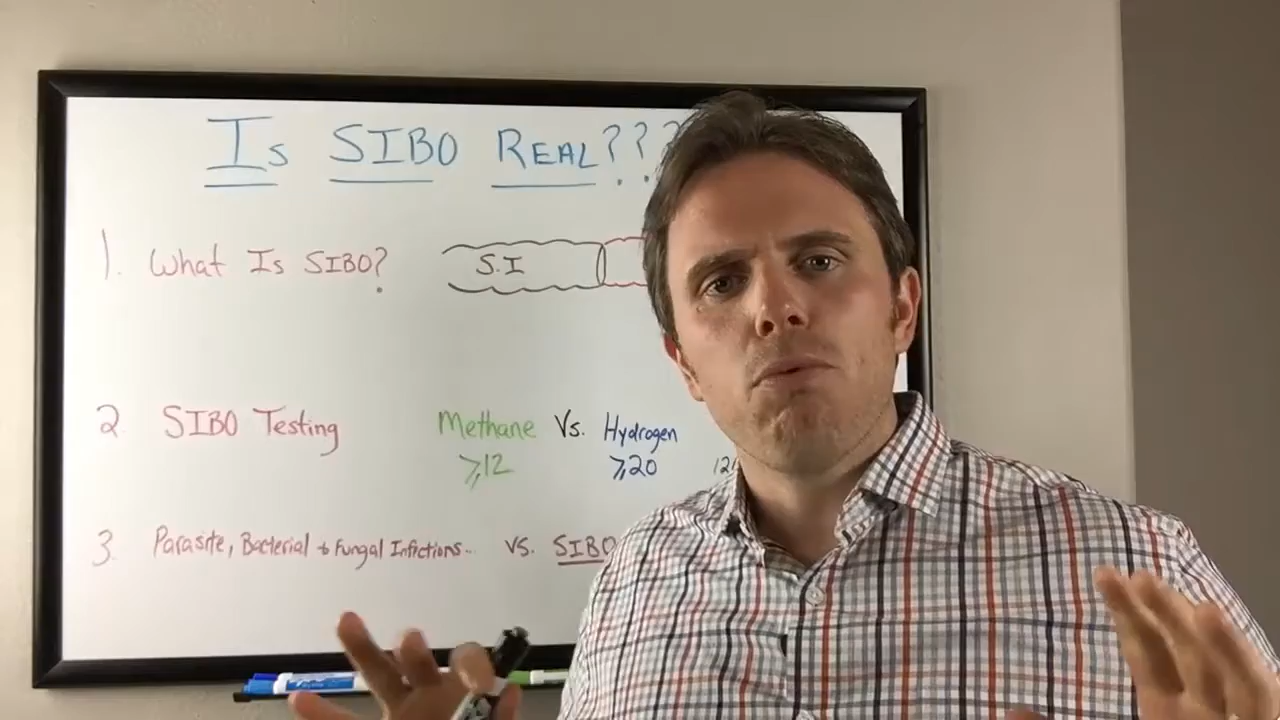 Is SIBO REAL???
1. What Is SIBO? S.I
2. SIBO Testing Methane Vs. Hydrogen
≥12 ≥20
3. Parasite, Bacterial + Fungal Infictions... vs. SIBO